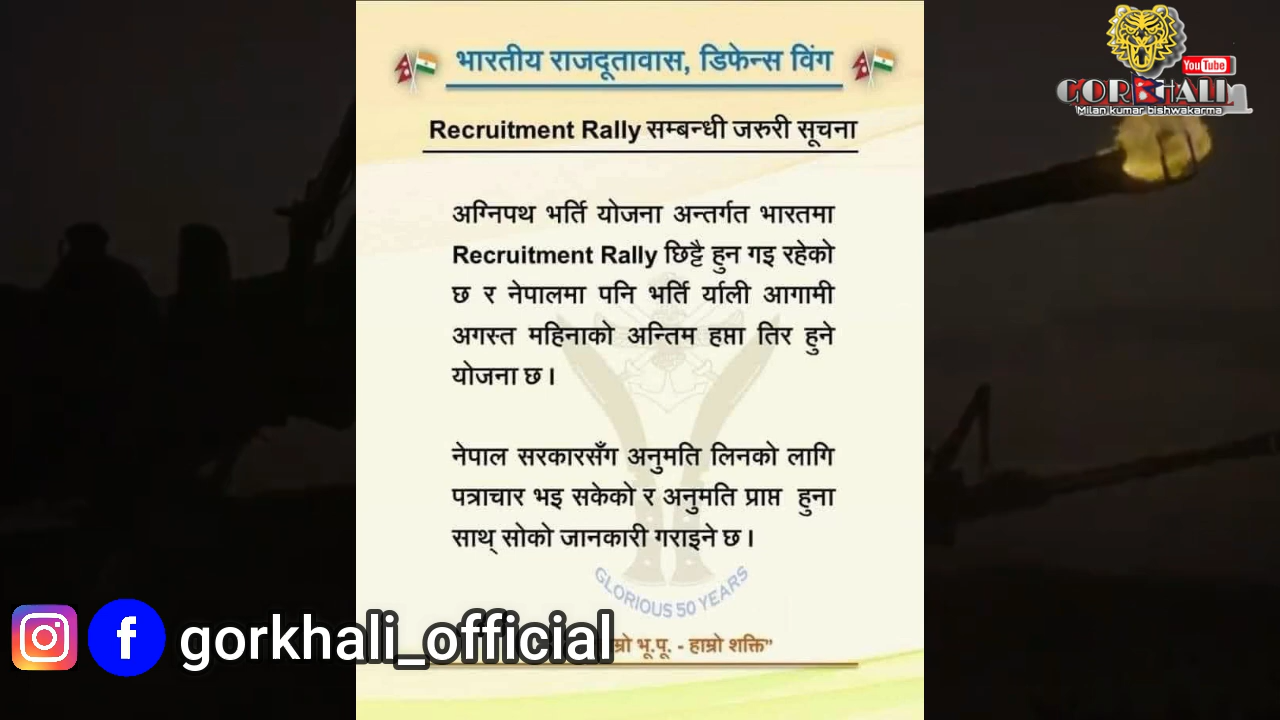 भारतीय राजदूतावास, डिफेन्स विंग
Recruitment Rally सम्बन्धी जरुरी सूचना
अग्निपथ भर्ति योजना अन्तर्गत भारतमा
Recruitment Rally छिट्टै हुन गइ रहेको
छ र नेपालमा पनि भर्ति र्याली आगामी
अगस्त महिनाको अन्तिम हप्ता तिर हुने
योजना छ ।
नेपाल सरकारसँग अनुमति लिनको लागि
पत्राचार भइ सकेको र अनुमति प्राप्त हुना
साथ् सोको जानकारी गराइने छ ।
GLORIOUS 50 YEARS
भू.पू. - हाम्रो शक्ति"
gorkhali_official
YouTube
GORKHALI
Milan kumar bishwakarma